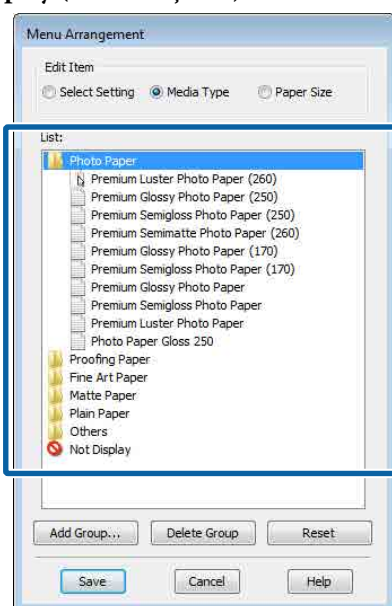 Menu Arrangement
Edit Item
Select Setting Media Type Paper Size
List:
Photo Paper
Premium Luster Photo Paper (260)
Premium Glossy Photo Paper (250)
Premium Semigloss Photo Paper (250)
Premium Semimatte Photo Paper (260)
Premium Glossy Photo Paper (170)
Premium Semigloss Photo Paper (170)
Premium Glossy Photo Paper
Premium Semigloss Photo Paper
Premium Luster Photo Paper
Photo Paper Gloss 250
Proofing Paper
Fine Art Paper
Matte Paper
Plain Paper
Others
Not Display
Add Group... Delete Group Reset
Save Cancel Help